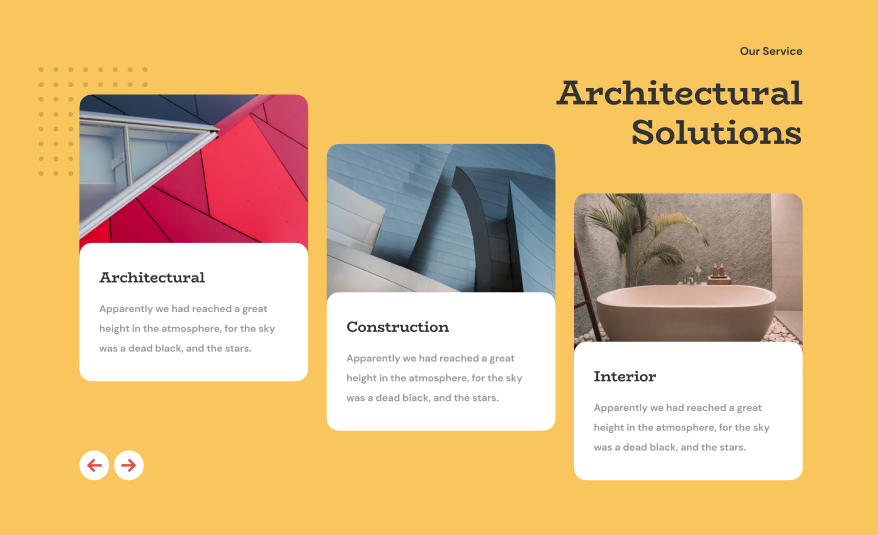 Our Service
Architectural
Solutions
Architectural
Apparently we had reached a great
height in the atmosphere, for the sky
was a dead black, and the stars.
Construction
Apparently we had reached a great
height in the atmosphere, for the sky
was a dead black, and the stars.
Interior
Apparently we had reached a great
height in the atmosphere, for the sky
was a dead black, and the stars.